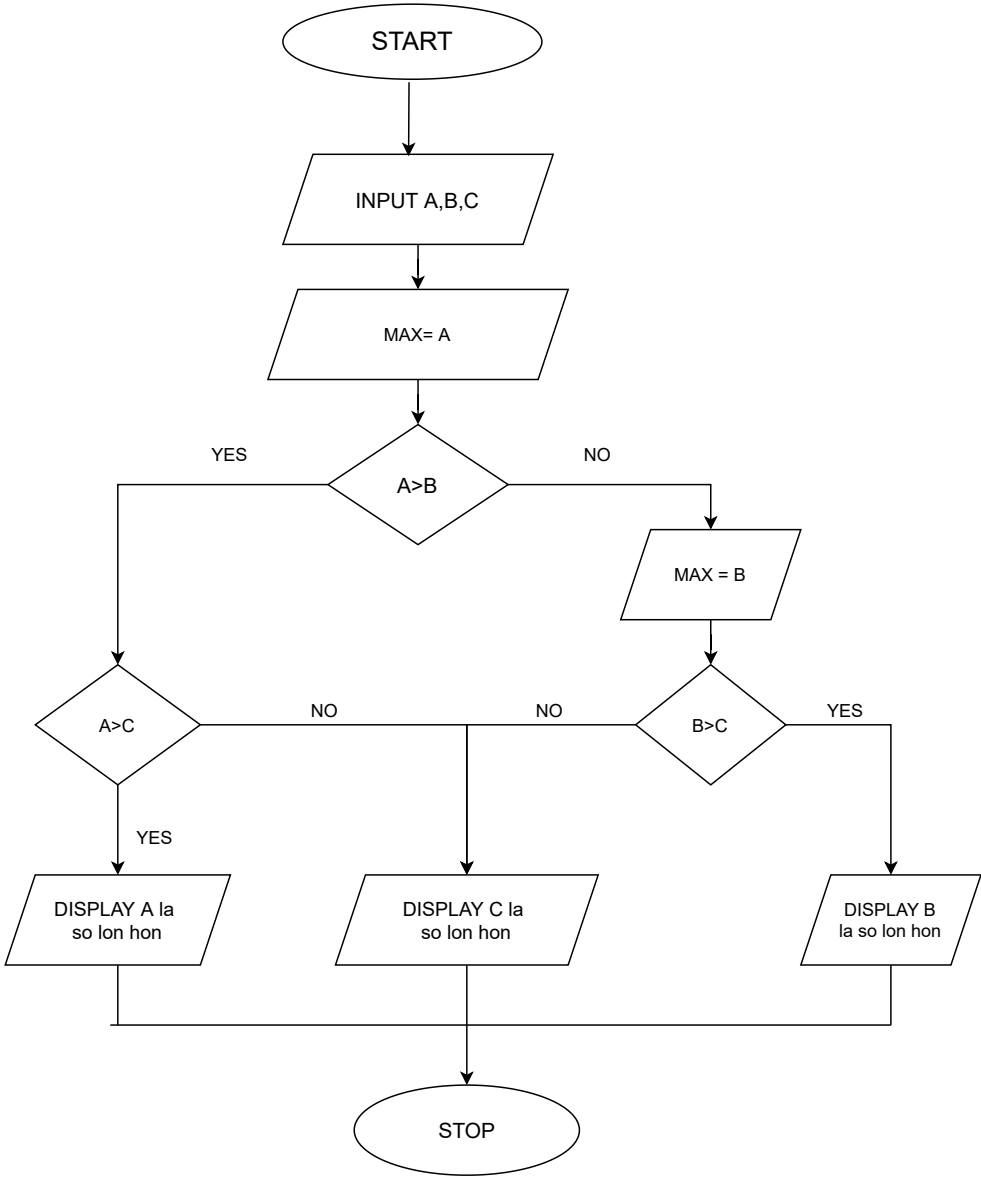 START
INPUT A,B,C
MAX= A
YES
NO
A>B
MAX = B
A>C
NO
NO
B>C
YES
YES
DISPLAY A la
so lon hon
DISPLAY C la
so lon hon
DISPLAY B
la so lon hon
STOP